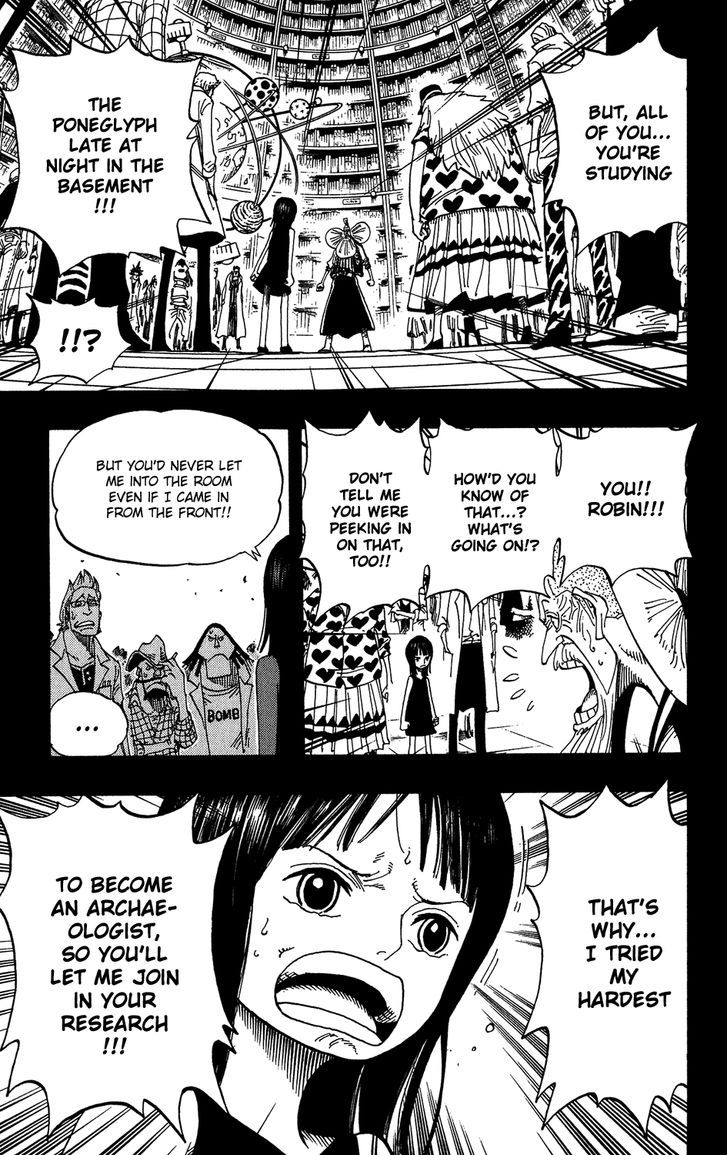 BUT, ALL
OF YOU...
YOU'RE
STUDYING
THE
PONEGLYPH
LATE AT
NIGHT IN THE
BASEMENT
!!!
!!?
YOU!!
ROBIN!!!
HOW'D YOU
KNOW OF
THAT...?
WHAT'S
GOING ON!?
DON'T
TELL ME
YOU WERE
PEEKING IN
ON THAT,
TOO!!
BUT YOU'D NEVER LET
ME INTO THE ROOM
EVEN IF I CAME IN
FROM THE FRONT!!
BOMB
...
THAT'S
WHY...
I TRIED
MY
HARDEST
TO BECOME
AN ARCHAE-
OLOGIST,
SO YOU'LL
LET ME JOIN
IN YOUR
RESEARCH
!!!